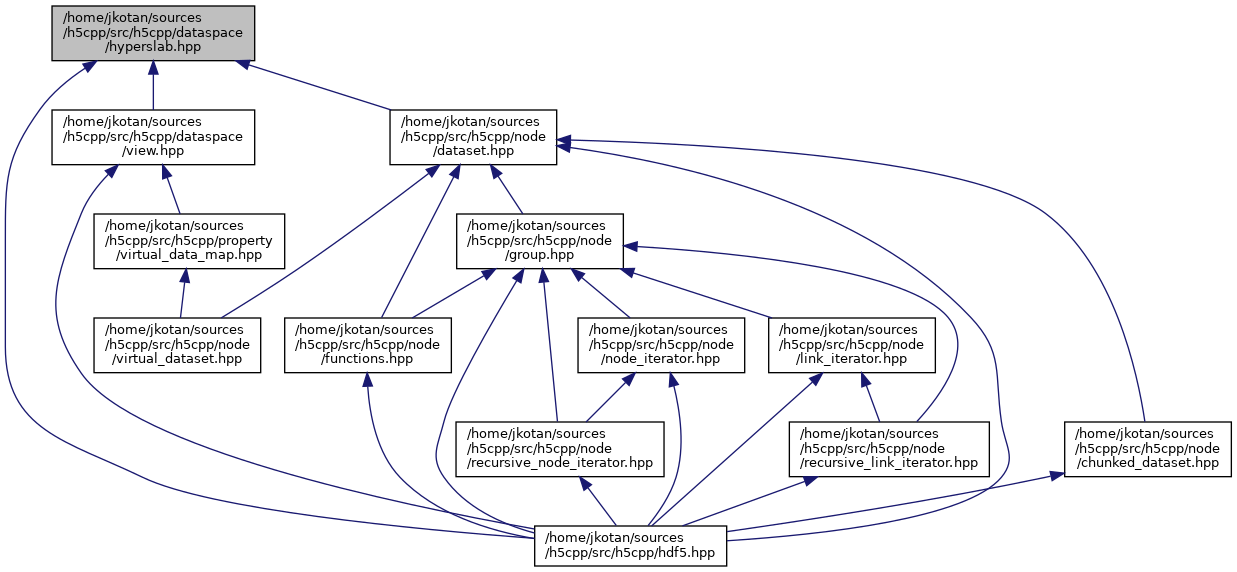 /home/jkotan/sources
/h5cpp/src/h5cpp/dataspace
/hyperslab.hpp
/home/jkotan/sources
/h5cpp/src/h5cpp/dataspace
/view.hpp
/home/jkotan/sources
/h5cpp/src/h5cpp/node
/dataset.hpp
/home/jkotan/sources
/h5cpp/src/h5cpp/property
/virtual_data_map.hpp
/home/jkotan/sources
/h5cpp/src/h5cpp/node
/group.hpp
/home/jkotan/sources
/h5cpp/src/h5cpp/node
/virtual_dataset.hpp
/home/jkotan/sources
/h5cpp/src/h5cpp/node
/functions.hpp
/home/jkotan/sources
/h5cpp/src/h5cpp/node
/node_iterator.hpp
/home/jkotan/sources
/h5cpp/src/h5cpp/node
/link_iterator.hpp
/home/jkotan/sources
/h5cpp/src/h5cpp/node
/recursive_node_iterator.hpp
/home/jkotan/sources
/h5cpp/src/h5cpp/node
/recursive_link_iterator.hpp
/home/jkotan/sources
/h5cpp/src/h5cpp/node
/chunked_dataset.hpp
/home/jkotan/sources
/h5cpp/src/h5cpp/hdf5.hpp